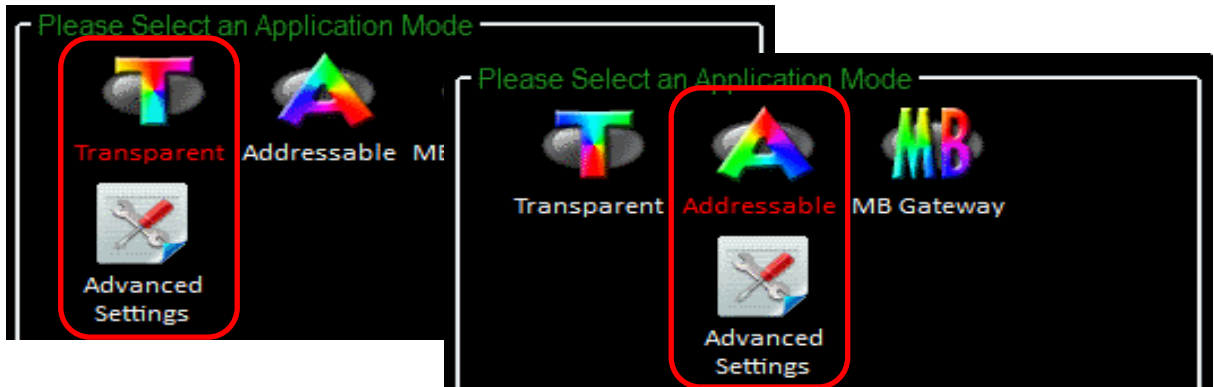 Please Select an Application Mode
Transparent Addressable ME
Advanced
Settings
Please Select an Application Mode
Transparent Addressable MB Gateway
Advanced
Settings